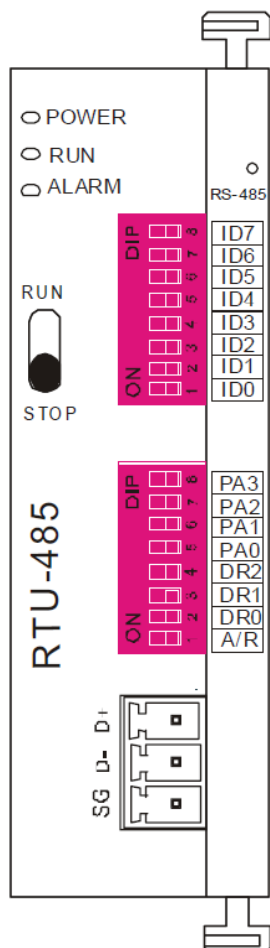 POWER
RUN
ALARM
RS-485
RUN
STOP
DIP
ON
8 ID7
7 ID6
6 ID5
5 ID4
4 ID3
3 ID2
2 ID1
1 ID0
DIP
ON
8 PA3
7 PA2
6 PA1
5 PA0
4 DR2
3 DR1
2 DR0
1 A/R
RTU-485
D+
D-
SG